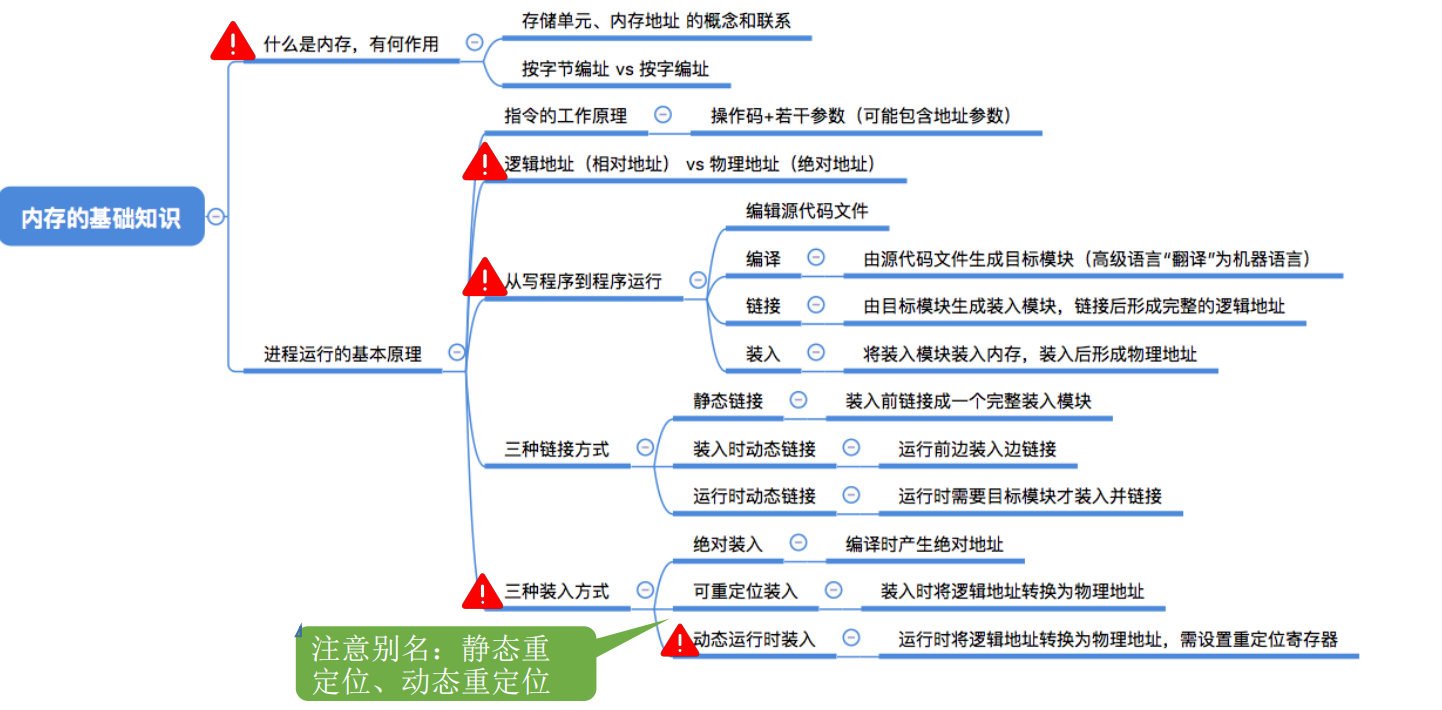 内存的基础知识
什么是内存，有何作用
存储单元、内存地址 的概念和联系
按字节编址 vs 按字编址
进程运行的基本原理
指令的工作原理
操作码+若干参数（可能包含地址参数）
逻辑地址（相对地址） vs 物理地址（绝对地址）
从写程序到程序运行
编辑源代码文件
编译
由源代码文件生成目标模块（高级语言“翻译”为机器语言）
链接
由目标模块生成装入模块，链接后形成完整的逻辑地址
装入
将装入模块装入内存，装入后形成物理地址
三种链接方式
静态链接
装入前链接成一个完整装入模块
装入时动态链接
运行前边装入边链接
运行时动态链接
运行时需要目标模块才装入并链接
三种装入方式
绝对装入
编译时产生绝对地址
可重定位装入
装入时将逻辑地址转换为物理地址
动态运行时装入
运行时将逻辑地址转换为物理地址，需设置重定位寄存器
注意别名：静态重
定位、动态重定位